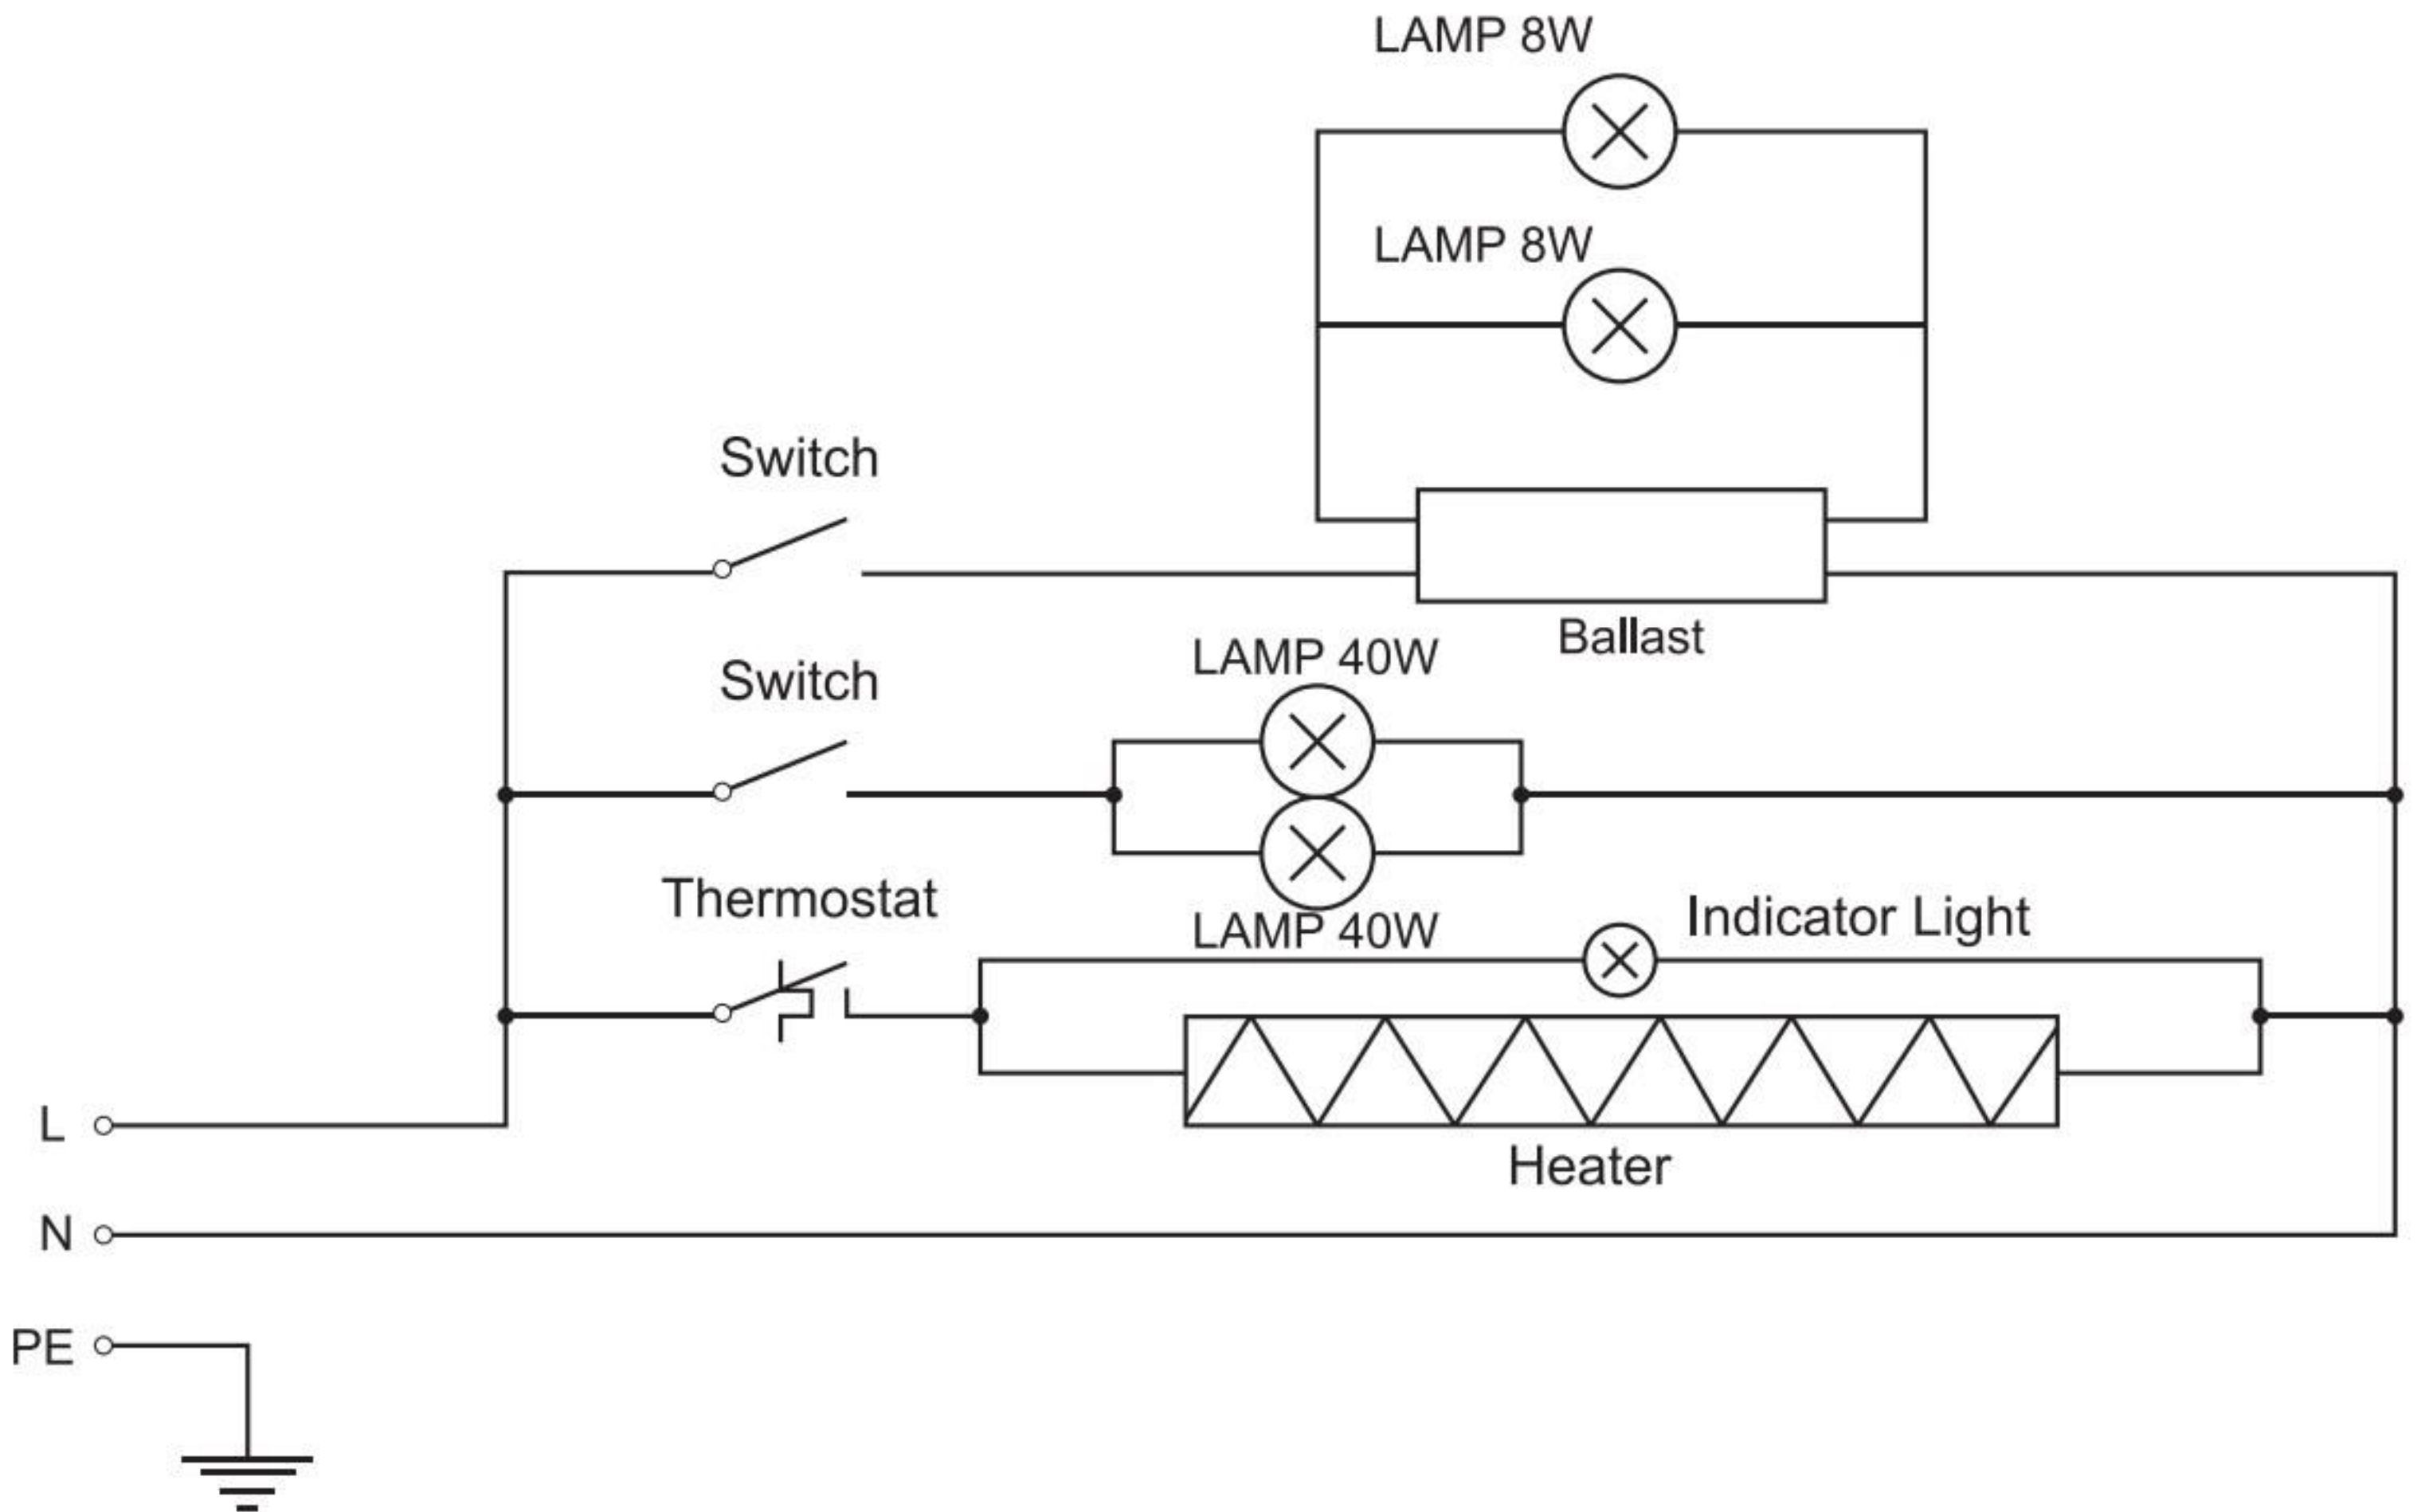 LAMP 8W
LAMP 8W
Switch
Ballast
LAMP 40W
Switch
Thermostat
LAMP 40W
Indicator Light
L
Heater
N
PE